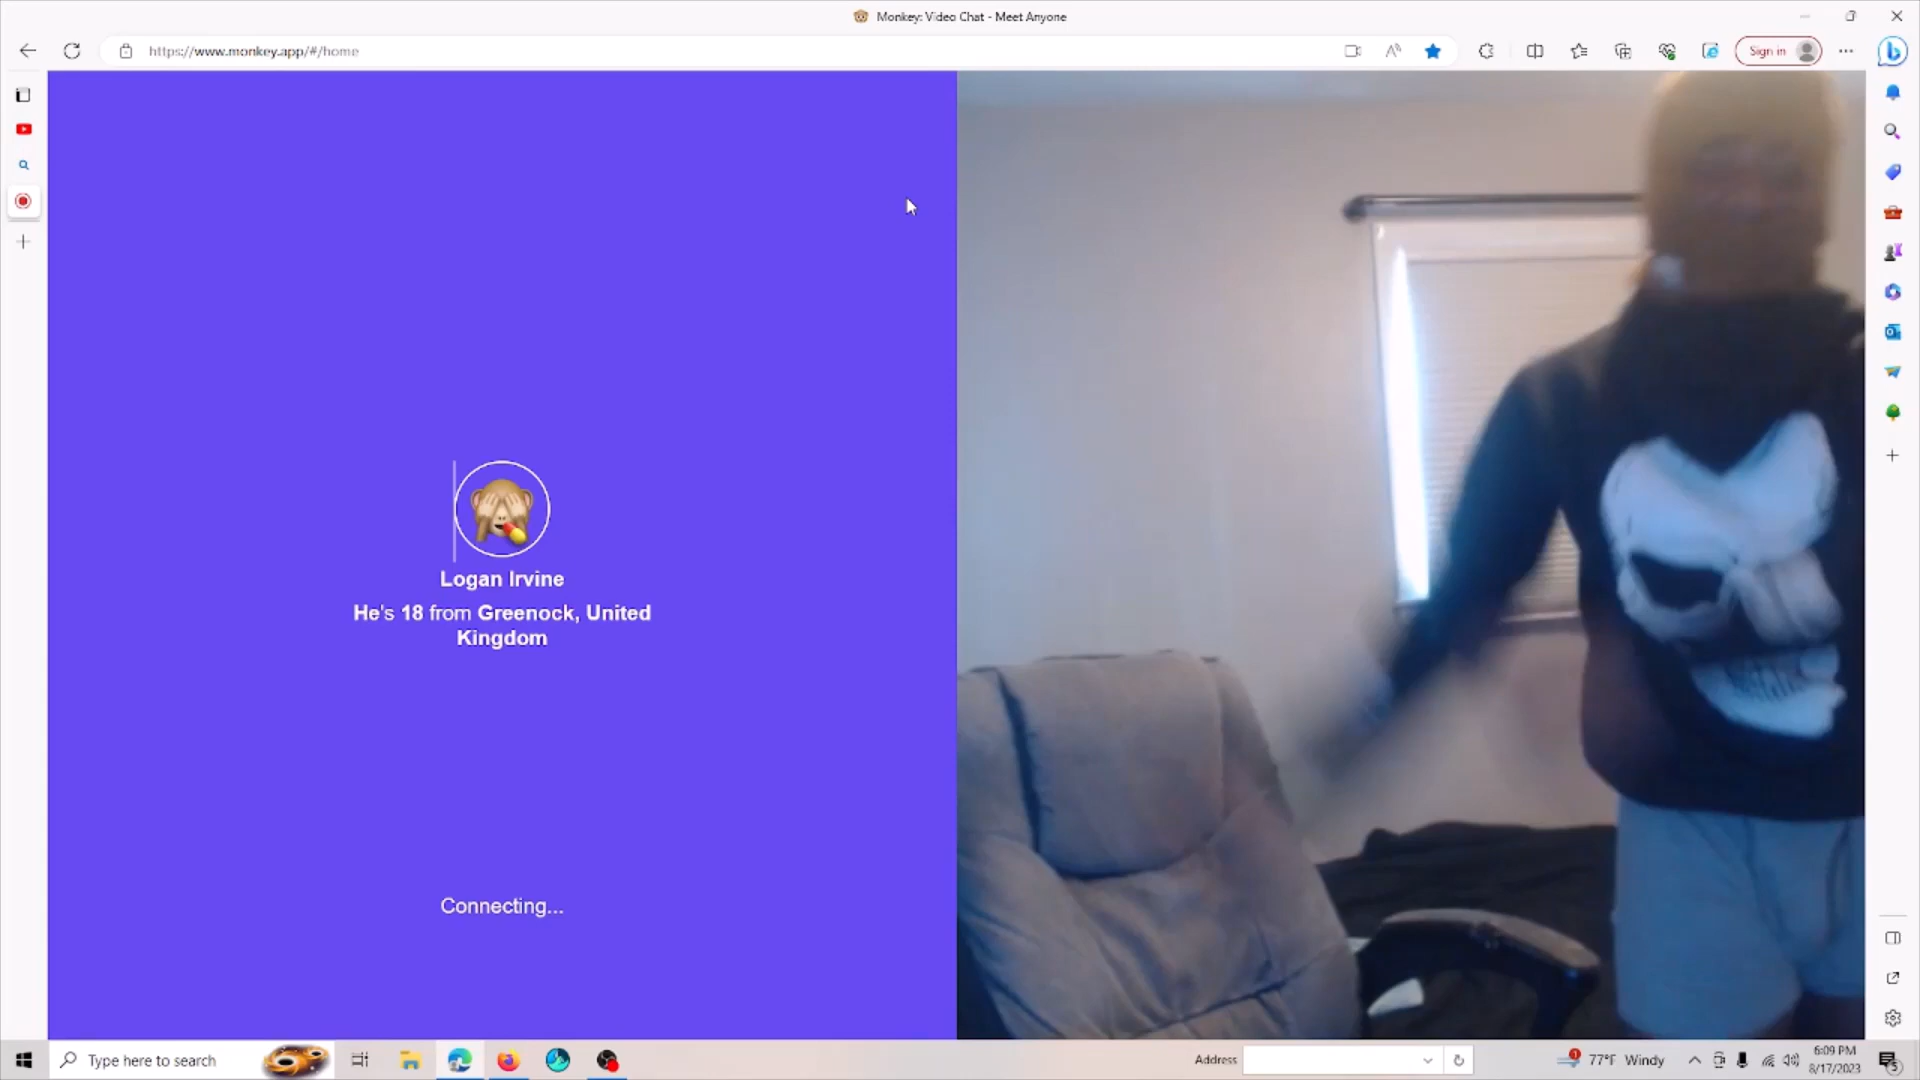 Monkey: Video Chat - Meet Anyone
https://www.monkey.app/#/home
Sign in
Logan Irvine
He's 18 from Greenock, United
Kingdom
Connecting...
Type here to search
Address
77°F Windy
6:09 PM
8/17/2023